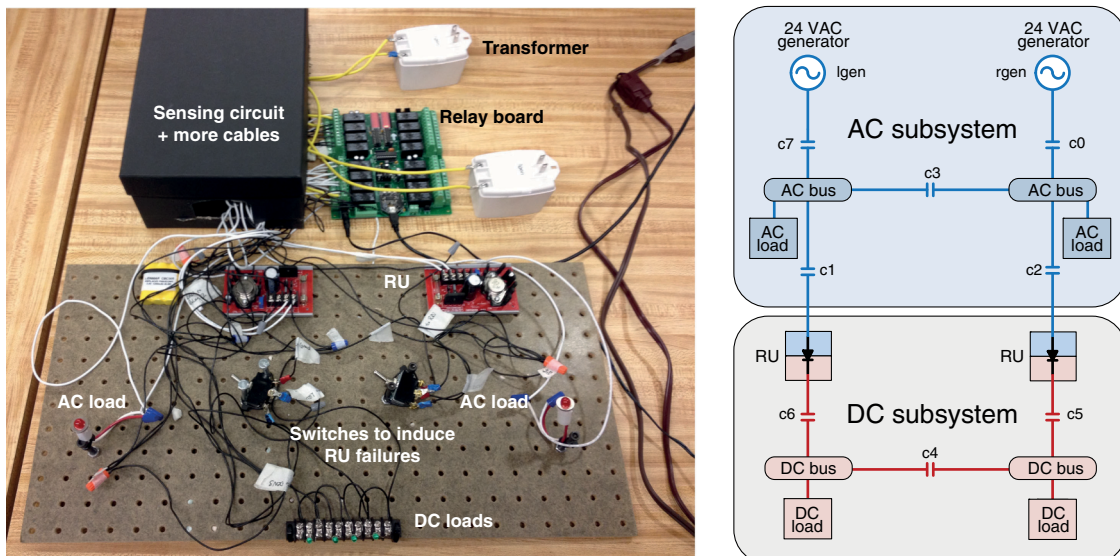 Transformer
Sensing circuit
+ more cables
Relay board
RU
AC load
AC load
Switches to induce
RU failures
DC loads
24 VAC
generator
24 VAC
generator
lgen
rgen
AC subsystem
c7
c0
c3
AC bus
AC bus
AC
load
AC
load
c1
c2
RU
RU
c6
DC subsystem
c5
c4
DC bus
DC bus
DC
load
DC
load